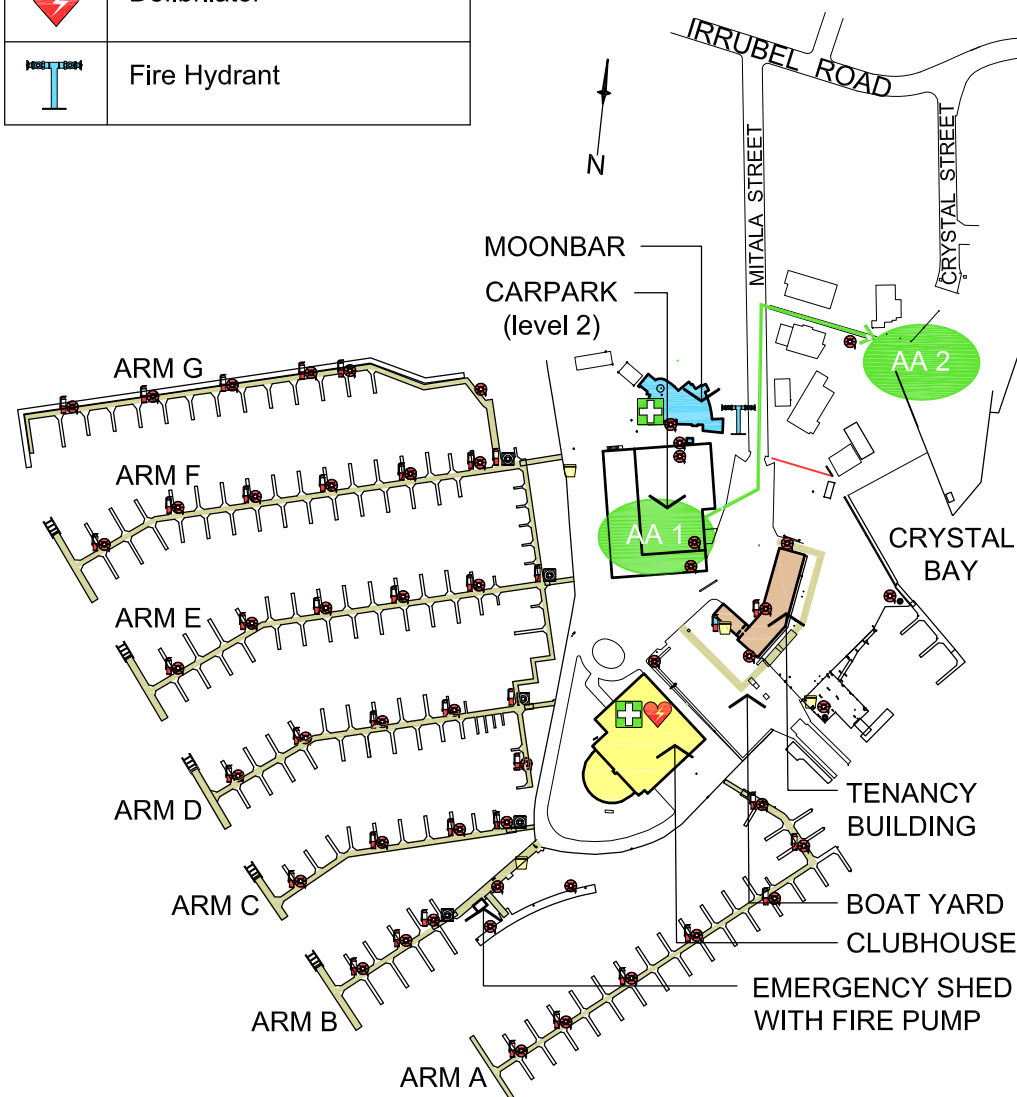 Fire Hydrant
IRRUBEL ROAD
MITALA STREET
CRYSTAL STREET
N
MOONBAR
CARPARK
(level 2)
AA 2
ARM G
ARM F
AA 1
CRYSTAL
BAY
ARM E
ARM D
TENANCY
BUILDING
ARM C
BOAT YARD
CLUBHOUSE
EMERGENCY SHED
WITH FIRE PUMP
ARM B
ARM A